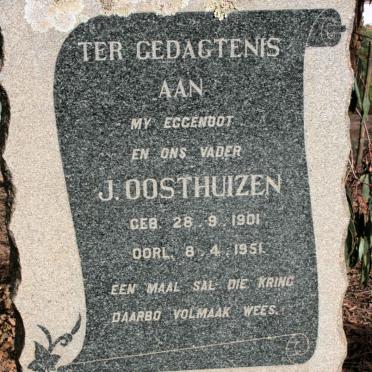 TER GEDAGTENIS
AAN
MY EGGENOOT
EN ONS VADER
J. OOSTHUIZEN
GEB. 28 . 9 . 1901
OORL. 8 . 4 . 1951.
EEN MAAL SAL DIE KRING
DAARBO VOLMAAK WEES.